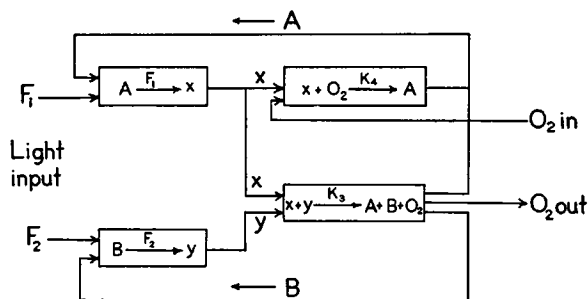 A
F₁
A F₁ → x
x
x + O₂ K₄ → A
O₂ in
Light
input
x
x+y K₃ → A+B+O₂
O₂ out
y
F₂
B F₂ → y
B